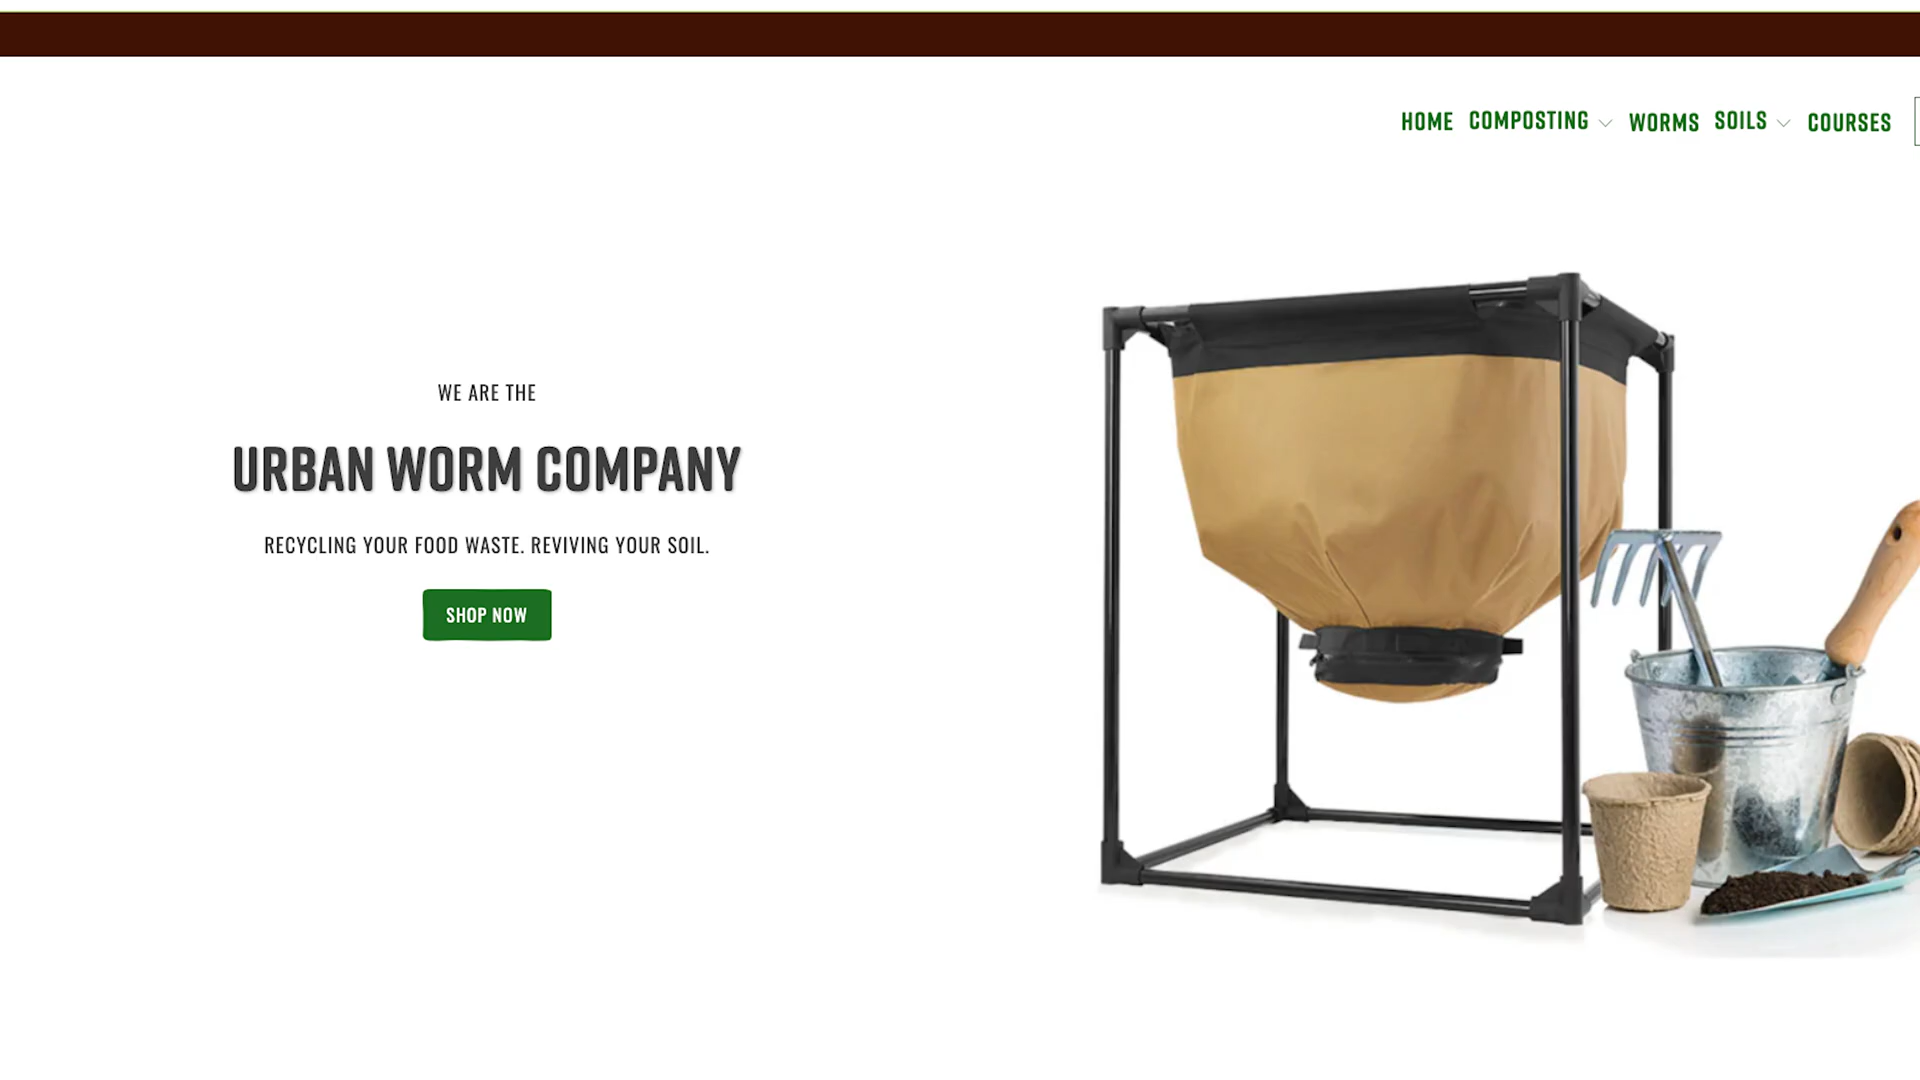 HOME COMPOSTING WORMS SOILS COURSES
WE ARE THE
URBAN WORM COMPANY
RECYCLING YOUR FOOD WASTE. REVIVING YOUR SOIL.
SHOP NOW